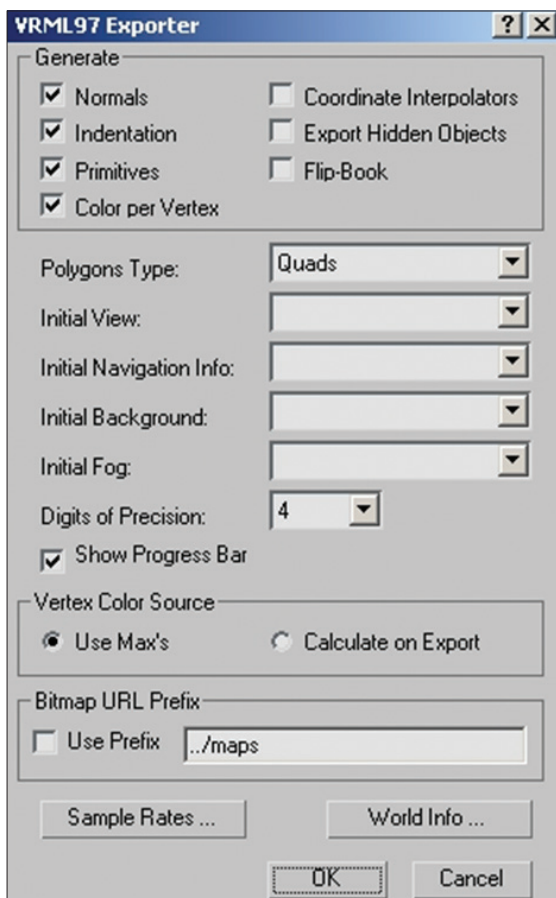 VRML97 Exporter
Generate
Normals
Coordinate Interpolators
Indentation
Export Hidden Objects
Primitives
Flip-Book
Color per Vertex
Polygons Type:
Quads
Initial View:
Initial Navigation Info:
Initial Background:
Initial Fog:
Digits of Precision:
4
Show Progress Bar
Vertex Color Source
Use Max's
Calculate on Export
Bitmap URL Prefix
Use Prefix
../maps
Sample Rates ...
World Info ...
OK
Cancel